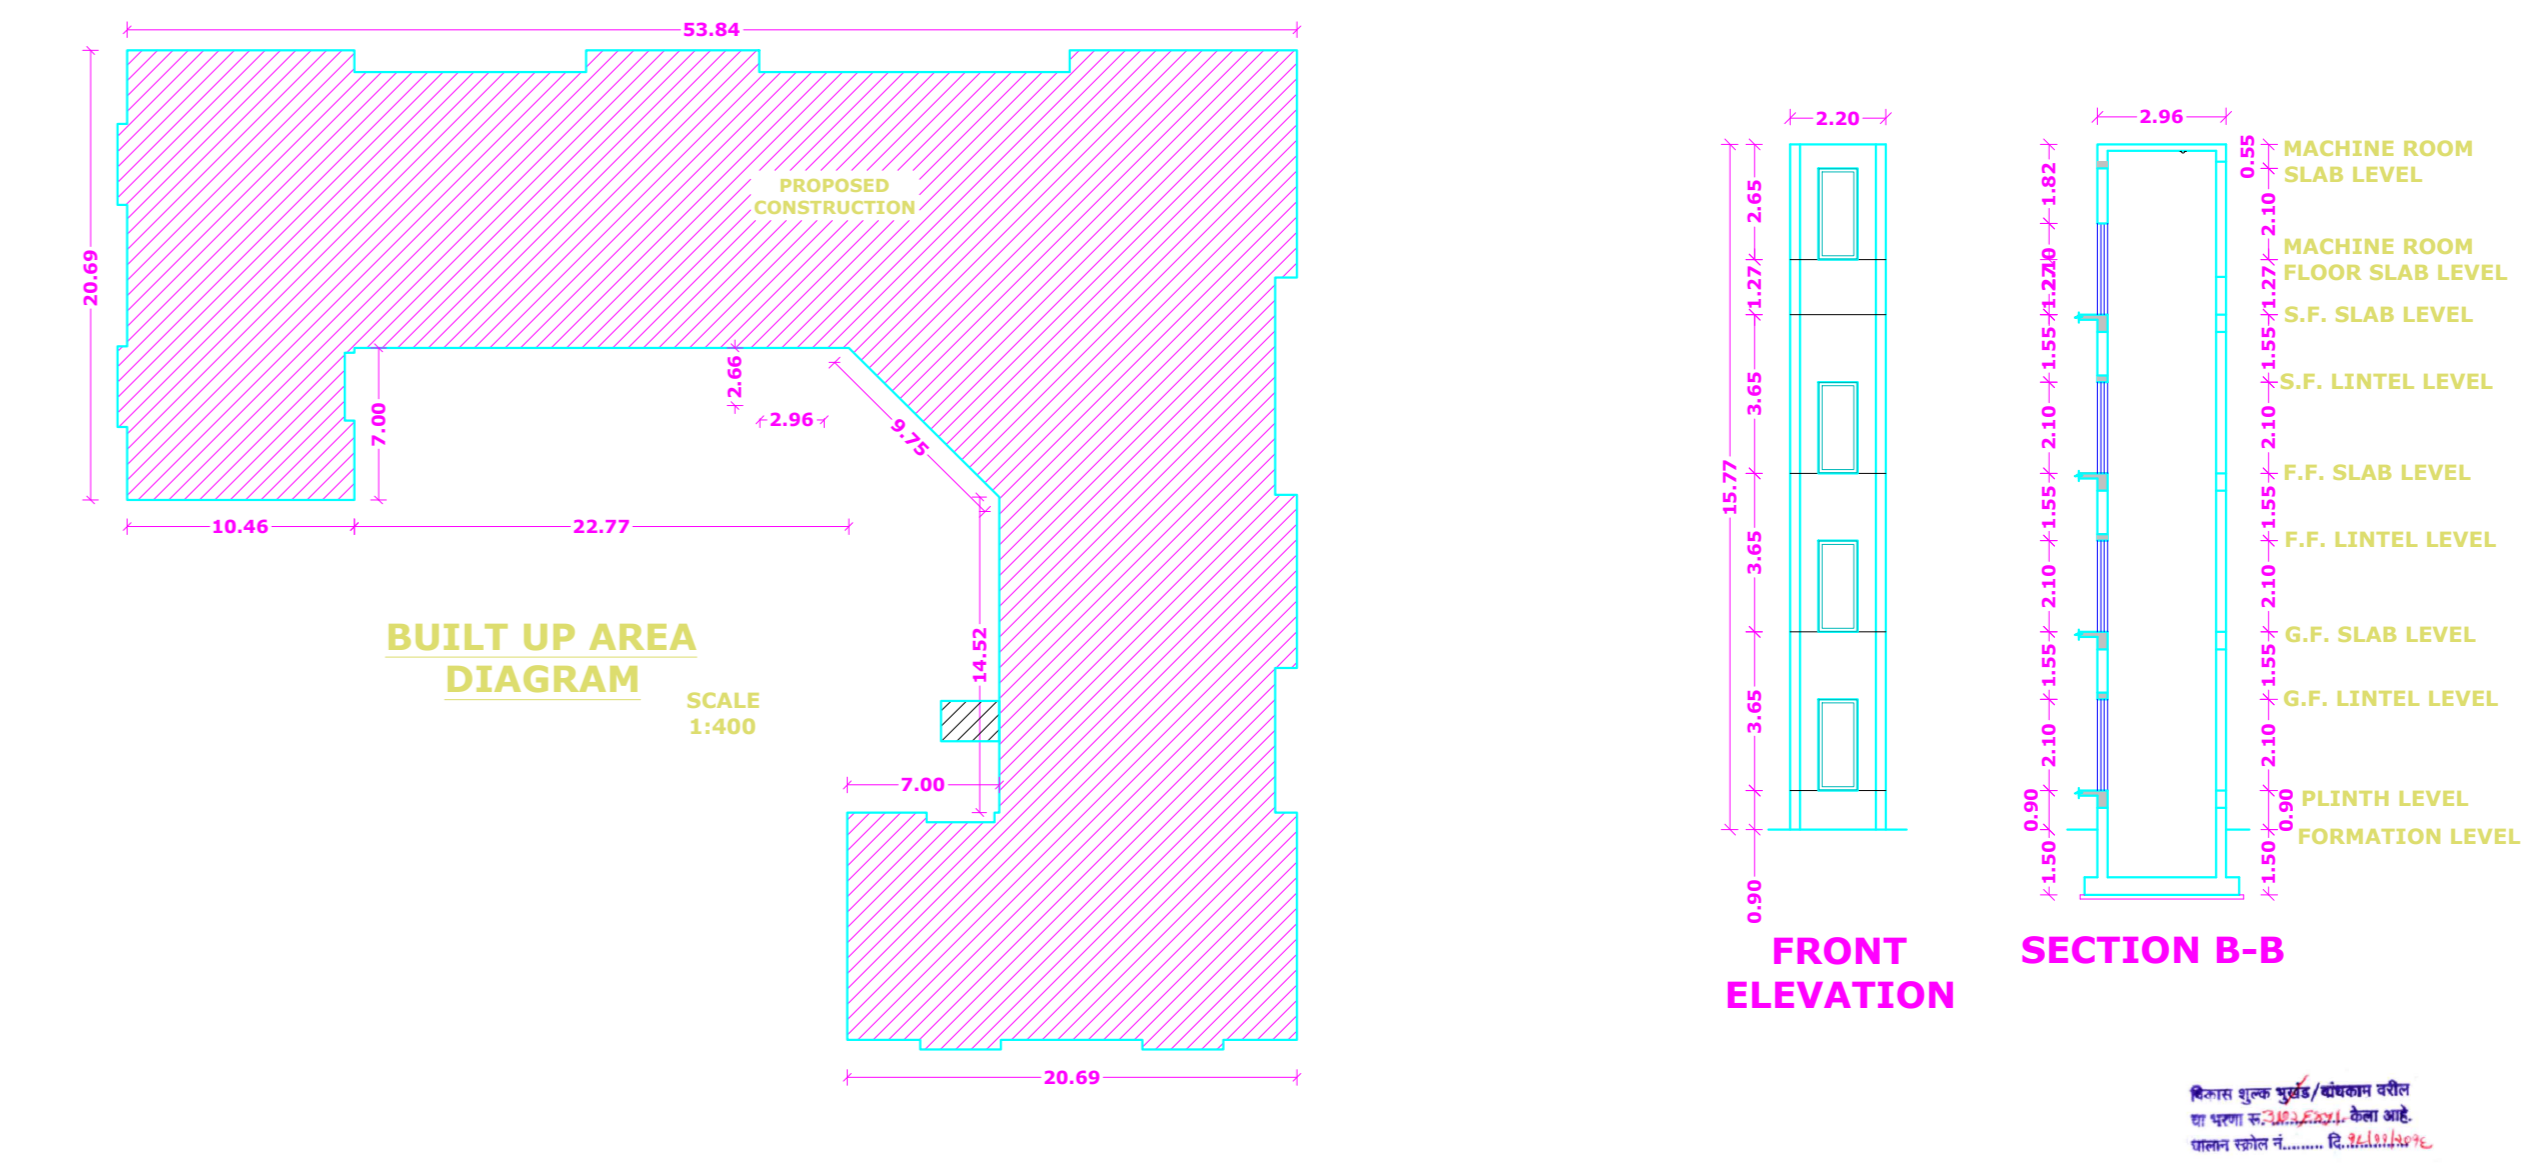 53.84
20.69
PROPOSED
CONSTRUCTION
7.00
2.66
2.96
9.75
10.46
22.77
14.52
BUILT UP AREA
DIAGRAM
SCALE
1:400
7.00
20.69
2.20
2.65
1.27
3.65
15.77
3.65
3.65
0.90
FRONT
ELEVATION
2.96
1.82
2.10
1.27
1.55
2.10
1.55
2.10
1.55
2.10
0.90
1.50
0.55
2.10
1.27
1.55
2.10
1.55
2.10
1.55
2.10
0.90
1.50
MACHINE ROOM
SLAB LEVEL
MACHINE ROOM
FLOOR SLAB LEVEL
S.F. SLAB LEVEL
S.F. LINTEL LEVEL
F.F. SLAB LEVEL
F.F. LINTEL LEVEL
G.F. SLAB LEVEL
G.F. LINTEL LEVEL
PLINTH LEVEL
FORMATION LEVEL
SECTION B-B
विकास शुल्क भुखंड/बांधकाम वरील
चा भरणा रू. केला आहे.
चालान स्क्रोल नं......... दि.